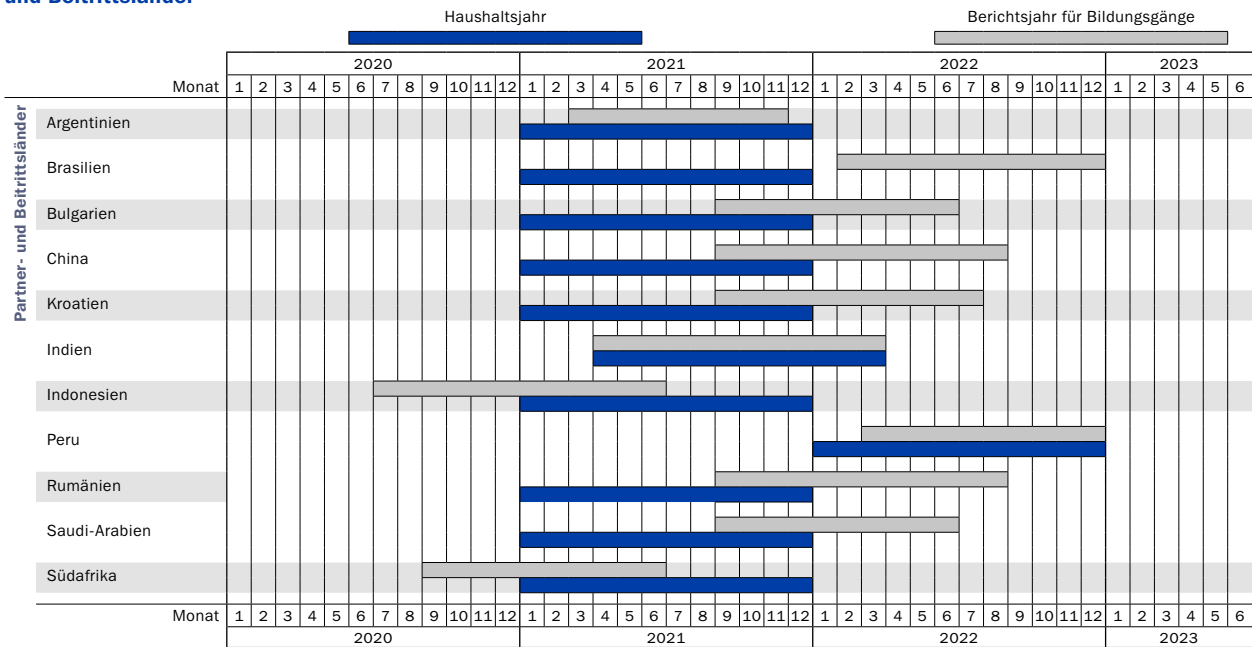 und Beitrittsländer
Haushaltsjahr Berichtsjahr für Bildungsgänge
2020 2021 2022 2023
Monat 1 2 3 4 5 6 7 8 9 10 11 12 1 2 3 4 5 6 7 8 9 10 11 12 1 2 3 4 5 6 7 8 9 10 11 12 1 2 3 4 5 6
Partner- und Beitrittsländer
Argentinien
Brasilien
Bulgarien
China
Kroatien
Indien
Indonesien
Peru
Rumänien
Saudi-Arabien
Südafrika
Monat 1 2 3 4 5 6 7 8 9 10 11 12 1 2 3 4 5 6 7 8 9 10 11 12 1 2 3 4 5 6 7 8 9 10 11 12 1 2 3 4 5 6
2020 2021 2022 2023